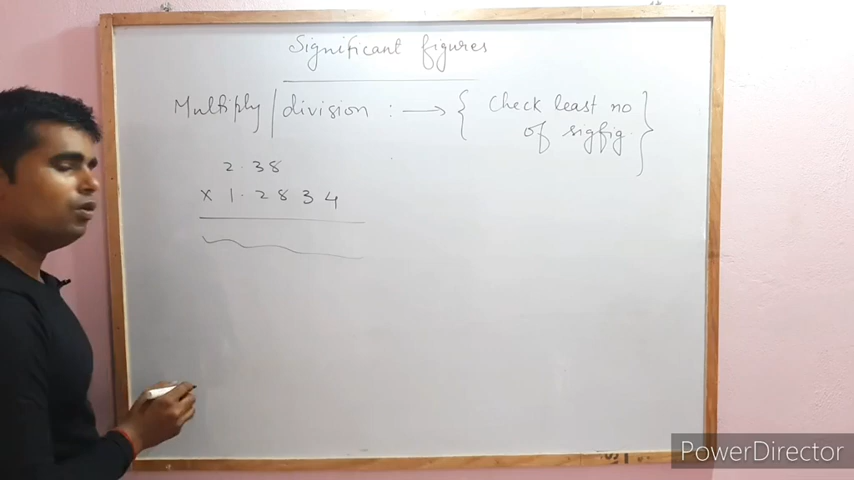 Significant figures
Multiply/division : → { Check least no
of sigfig. }
2.38
× 1.2834
PowerDirector